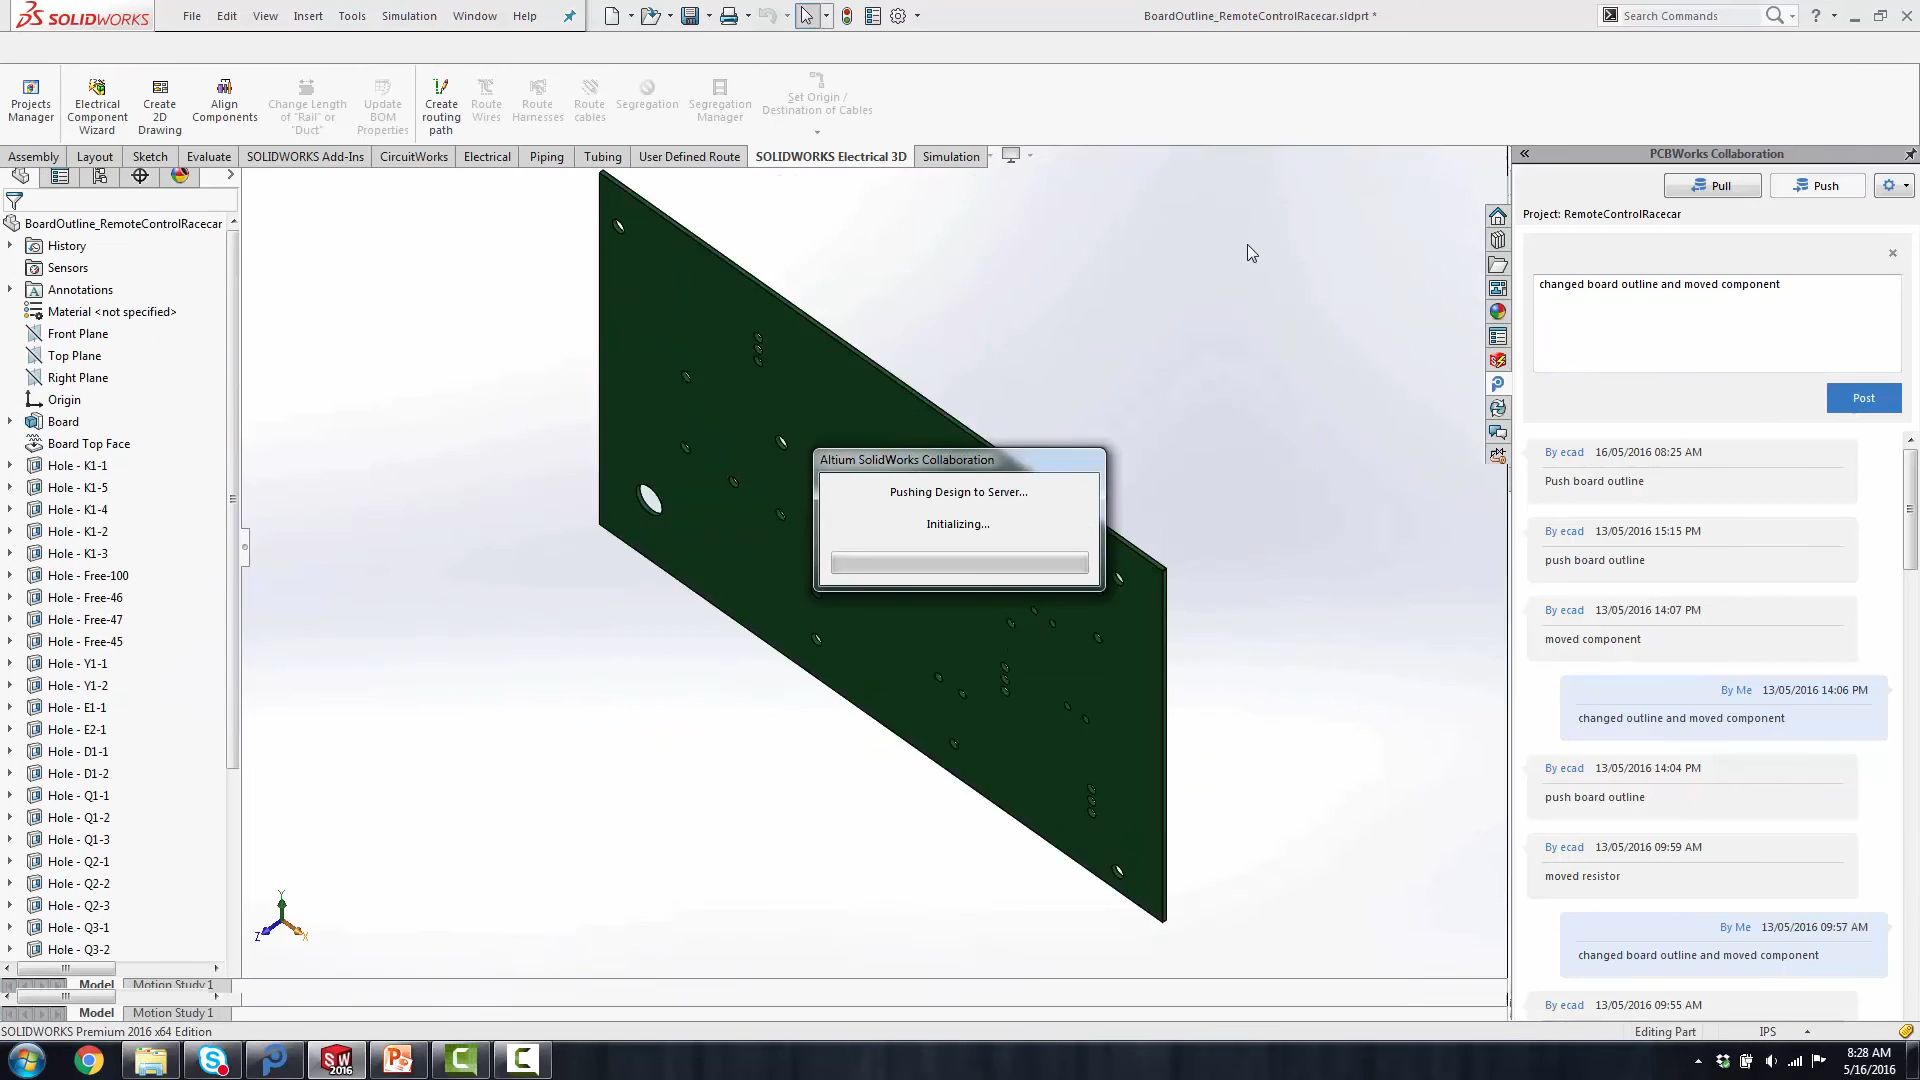 SOLIDWORKS File Edit View Insert Tools Simulation Window Help BoardOutline_RemoteControlRacecar.sldprt * Search Commands ?
Projects Manager
Electrical Component Wizard
Create 2D Drawing
Align Components
Change Length of "Rail" or "Duct"
Update BOM Properties
Create routing path
Route Wires
Route Harnesses
Route cables
Segregation
Segregation Manager
Set Origin / Destination of Cables
Assembly Layout Sketch Evaluate SOLIDWORKS Add-Ins CircuitWorks Electrical Piping Tubing User Defined Route SOLIDWORKS Electrical 3D Simulation
BoardOutline_RemoteControlRacecar
History
Sensors
Annotations
Material <not specified>
Front Plane
Top Plane
Right Plane
Origin
Board
Board Top Face
Hole - K1-1
Hole - K1-5
Hole - K1-4
Hole - K1-2
Hole - K1-3
Hole - Free-100
Hole - Free-46
Hole - Free-47
Hole - Free-45
Hole - Y1-1
Hole - Y1-2
Hole - E1-1
Hole - E2-1
Hole - D1-1
Hole - D1-2
Hole - Q1-1
Hole - Q1-2
Hole - Q1-3
Hole - Q2-1
Hole - Q2-2
Hole - Q2-3
Hole - Q3-1
Hole - Q3-2
Model Motion Study 1
Model Motion Study 1
SOLIDWORKS Premium 2016 x64 Edition
Y
Z X
Altium SolidWorks Collaboration
Pushing Design to Server...
Initializing...
PCBWorks Collaboration
Pull Push
Project: RemoteControlRacecar
changed board outline and moved component
Post
By ecad 16/05/2016 08:25 AM
Push board outline
By ecad 13/05/2016 15:15 PM
push board outline
By ecad 13/05/2016 14:07 PM
moved component
By Me 13/05/2016 14:06 PM
changed outline and moved component
By ecad 13/05/2016 14:04 PM
push board outline
By ecad 13/05/2016 09:59 AM
moved resistor
By Me 13/05/2016 09:57 AM
changed board outline and moved component
By ecad 13/05/2016 09:55 AM
Editing Part IPS
SW 2016
8:28 AM
5/16/2016